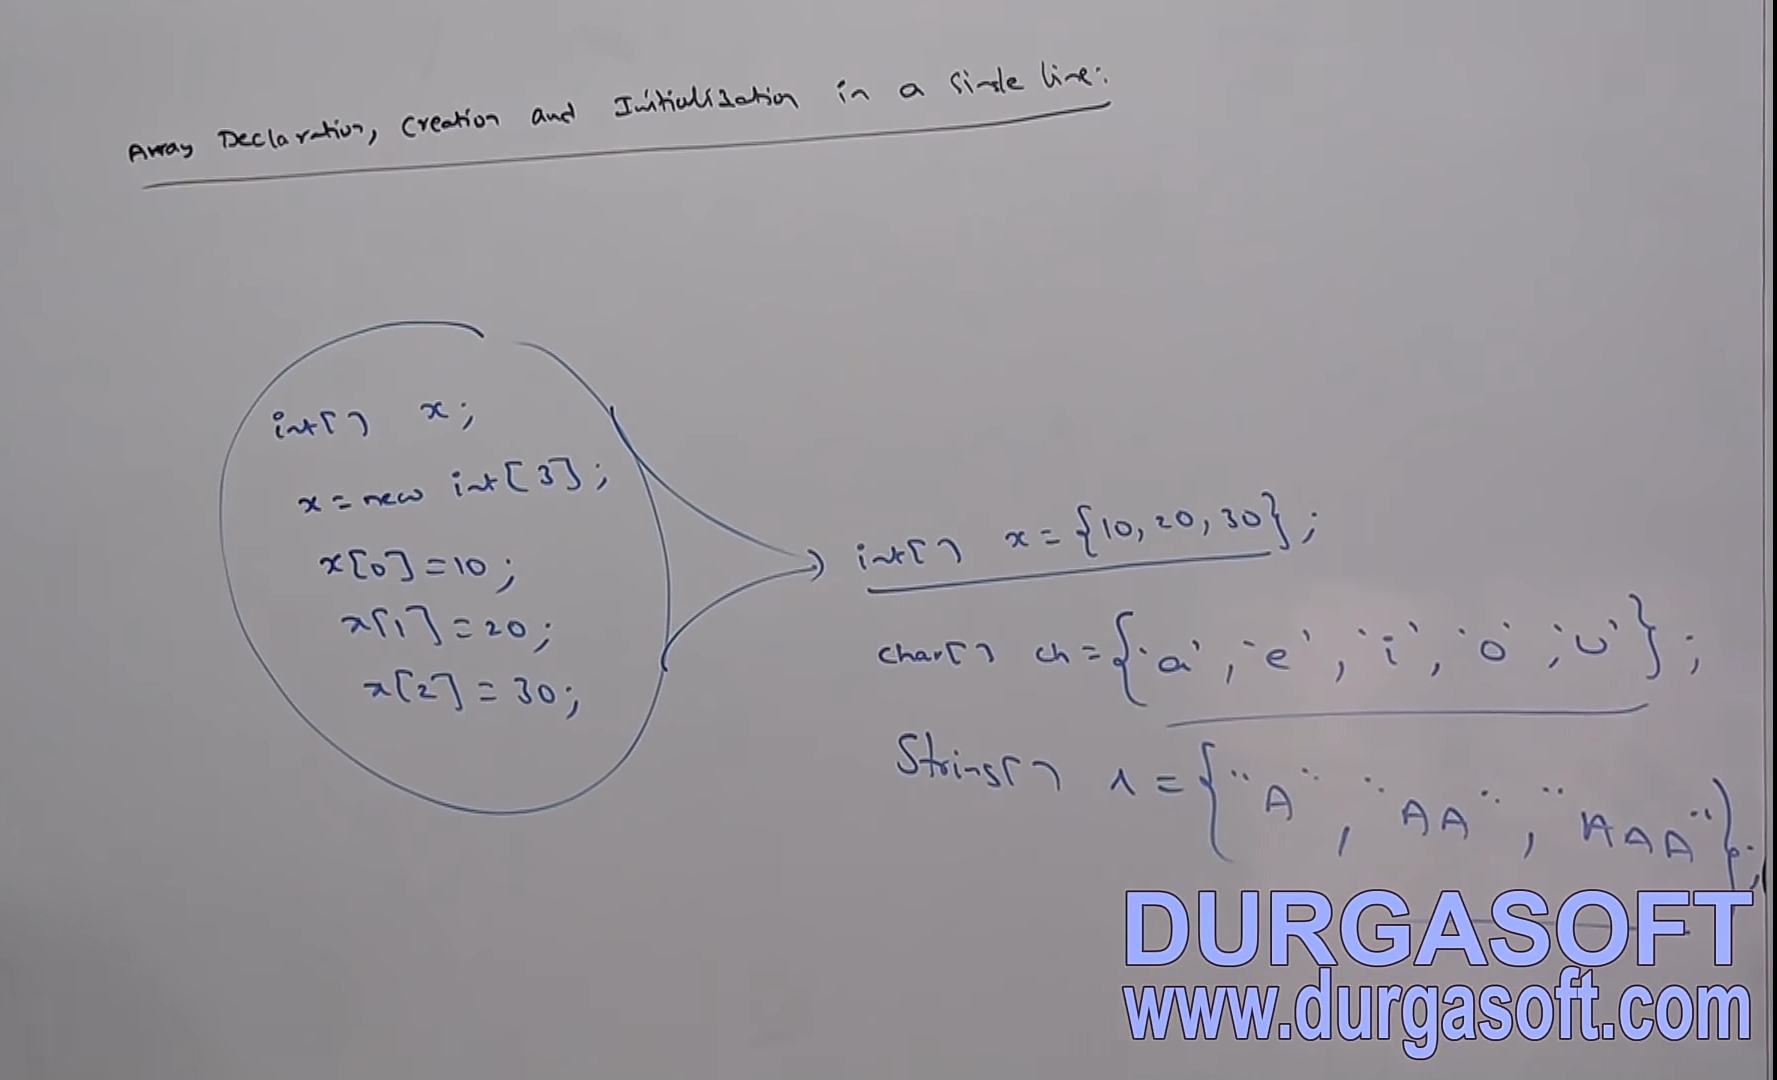 Array Declaration, Creation and Initialization in a Single line:
int[] x;
x = new int[3];
x[0] = 10;
x[1] = 20;
x[2] = 30;
int[] x = {10, 20, 30};
char[] ch = {'a', 'e', 'i', 'o', 'u'};
String[] s = {"A", "AA", "AAA"};
DURGASOFT
www.durgasoft.com